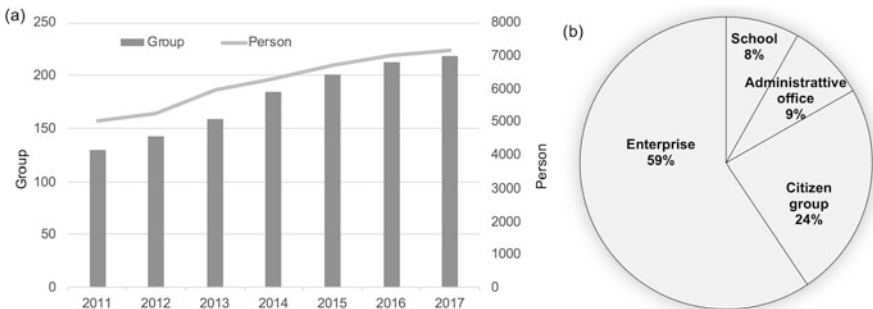 (a)
Group
Person
250
200
150
100
50
0
Group
8000
7000
6000
5000
4000
3000
2000
1000
0
Person
2011 2012 2013 2014 2015 2016 2017
(b)
School
8%
Administrattive
office
9%
Enterprise
59%
Citizen
group
24%